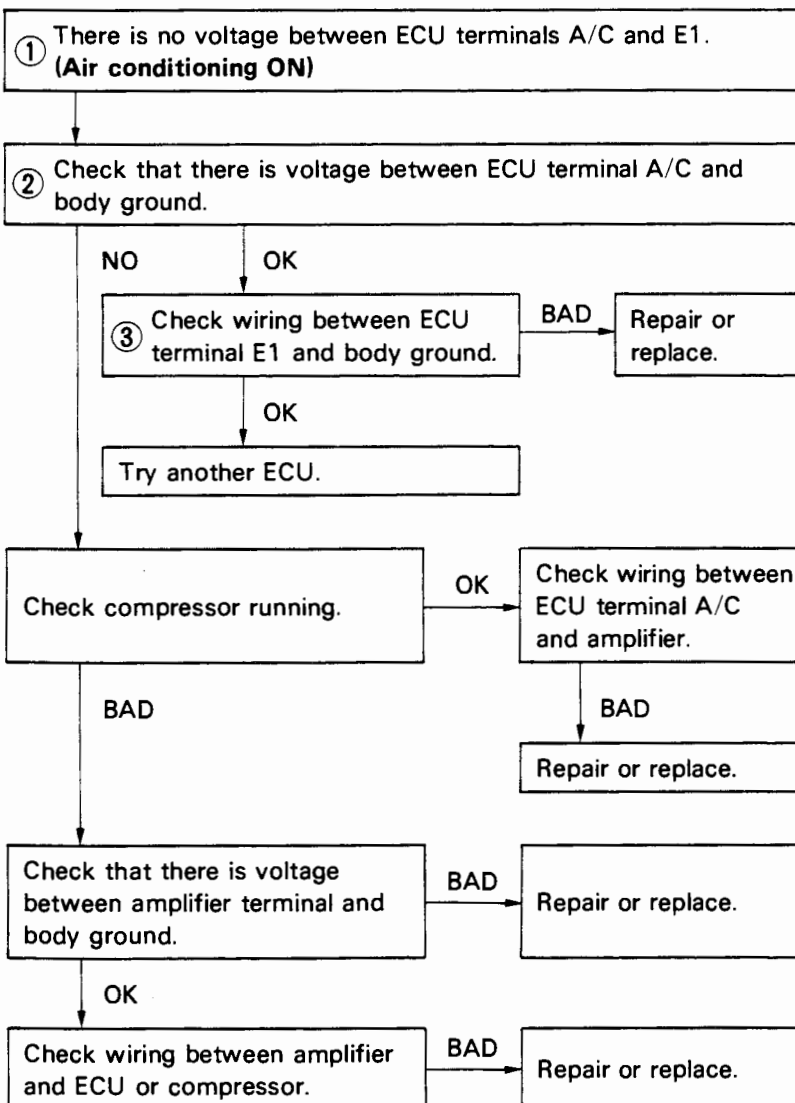 ① There is no voltage between ECU terminals A/C and E1.
(Air conditioning ON)
② Check that there is voltage between ECU terminal A/C and
body ground.
NO
OK
③ Check wiring between ECU
terminal E1 and body ground.
BAD
Repair or
replace.
OK
Try another ECU.
Check compressor running.
OK
Check wiring between
ECU terminal A/C
and amplifier.
BAD
BAD
Repair or replace.
Check that there is voltage
between amplifier terminal and
body ground.
BAD
Repair or replace.
OK
Check wiring between amplifier
and ECU or compressor.
BAD
Repair or replace.